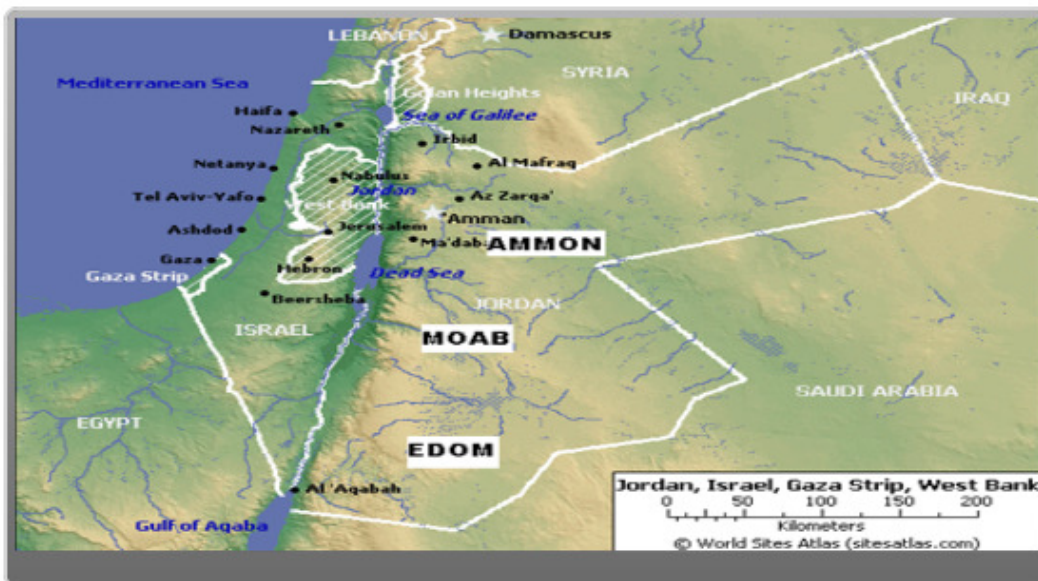 LEBANON
Damascus
SYRIA
Mediterranean Sea
Golan Heights
IRAQ
Haifa
Sea of Galilee
Nazareth
Irbid
Netanya
Al Mafraq
Nabulus
Jordan
Tel Aviv-Yafo
West Bank
Az Zarqa'
Amman
Ashdod
Jerusalem
Ma'dab
AMMON
Gaza
Hebron
Dead Sea
Gaza Strip
Beersheba
JORDAN
ISRAEL
MOAB
SAUDI ARABIA
EGYPT
EDOM
Al 'Aqabah
Gulf of Aqaba
Jordan, Israel, Gaza Strip, West Bank
0 50 100 150 200
Kilometers
© World Sites Atlas (sitesatlas.com)